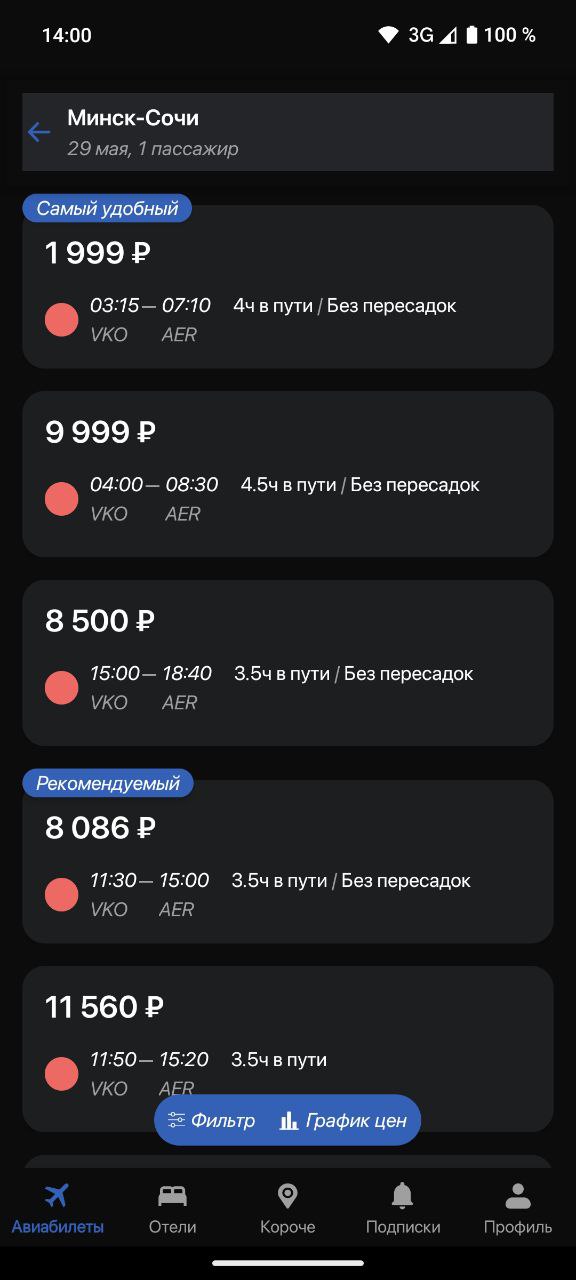 14:00 3G 100 %
Минск-Сочи
29 мая, 1 пассажир
Самый удобный
1 999 ₽
03:15 — 07:10 4ч в пути / Без пересадок
VKO AER
9 999 ₽
04:00 — 08:30 4.5ч в пути / Без пересадок
VKO AER
8 500 ₽
15:00 — 18:40 3.5ч в пути / Без пересадок
VKO AER
Рекомендуемый
8 086 ₽
11:30 — 15:00 3.5ч в пути / Без пересадок
VKO AER
11 560 ₽
11:50 — 15:20 3.5ч в пути
VKO AER
Фильтр График цен
Авиабилеты Отели Короче Подписки Профиль